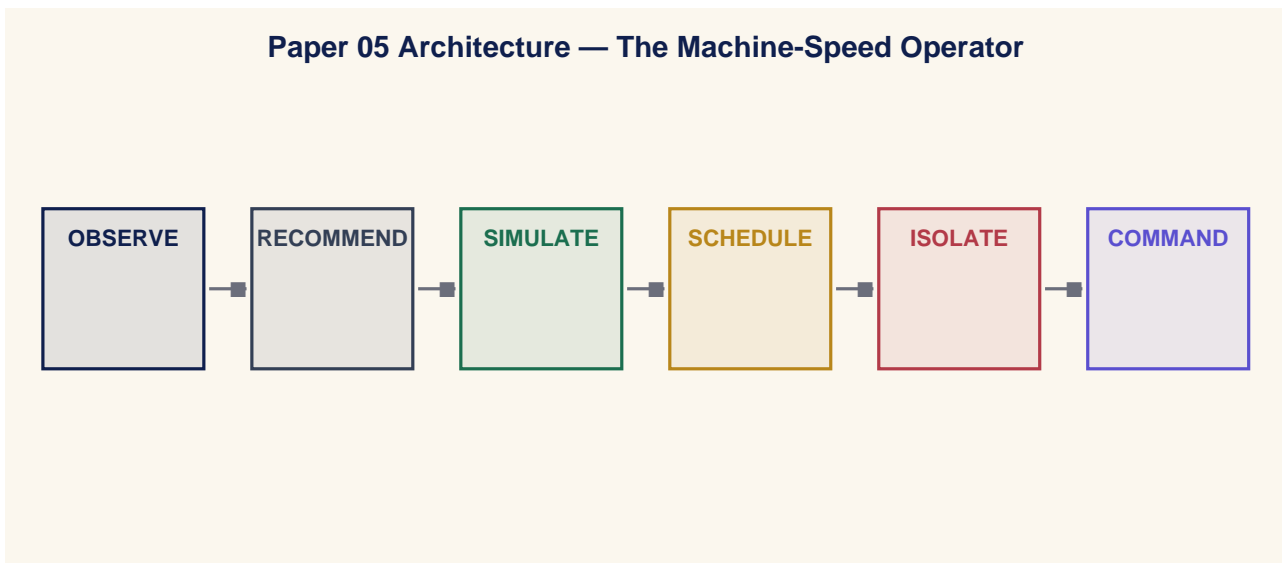 Paper 05 Architecture — The Machine-Speed Operator
OBSERVE
RECOMMEND
SIMULATE
SCHEDULE
ISOLATE
COMMAND